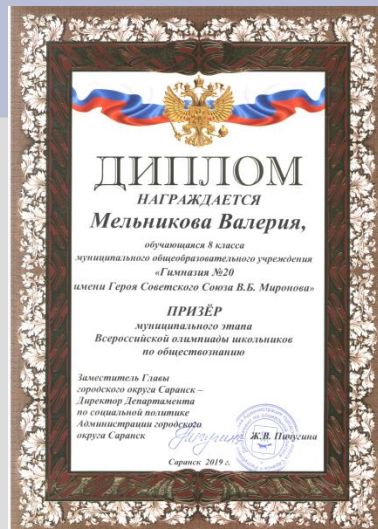 ДИПЛОМ
НАГРАЖДАЕТСЯ
Мельникова Валерия,
обучающаяся 8 класса
муниципального общеобразовательного учреждения
«Гимназия №20
имени Героя Советского Союза В.Б. Миронова»
ПРИЗЁР
муниципального этапа
Всероссийской олимпиады школьников
по обществознанию
Заместитель Главы
городского округа Саранск –
Директор Департамента
по социальной политике
Администрации городского
округа Саранск Ж.В. Пичугина
Саранск 2019 г.